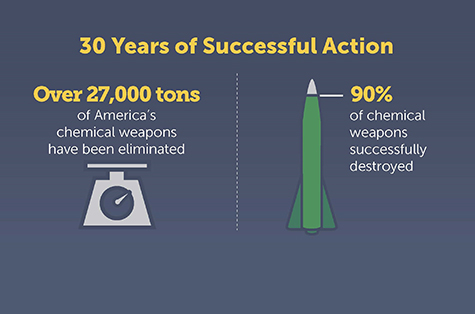 30 Years of Successful Action
Over 27,000 tons
of America's
chemical weapons
have been eliminated
90%
of chemical
weapons
successfully
destroyed